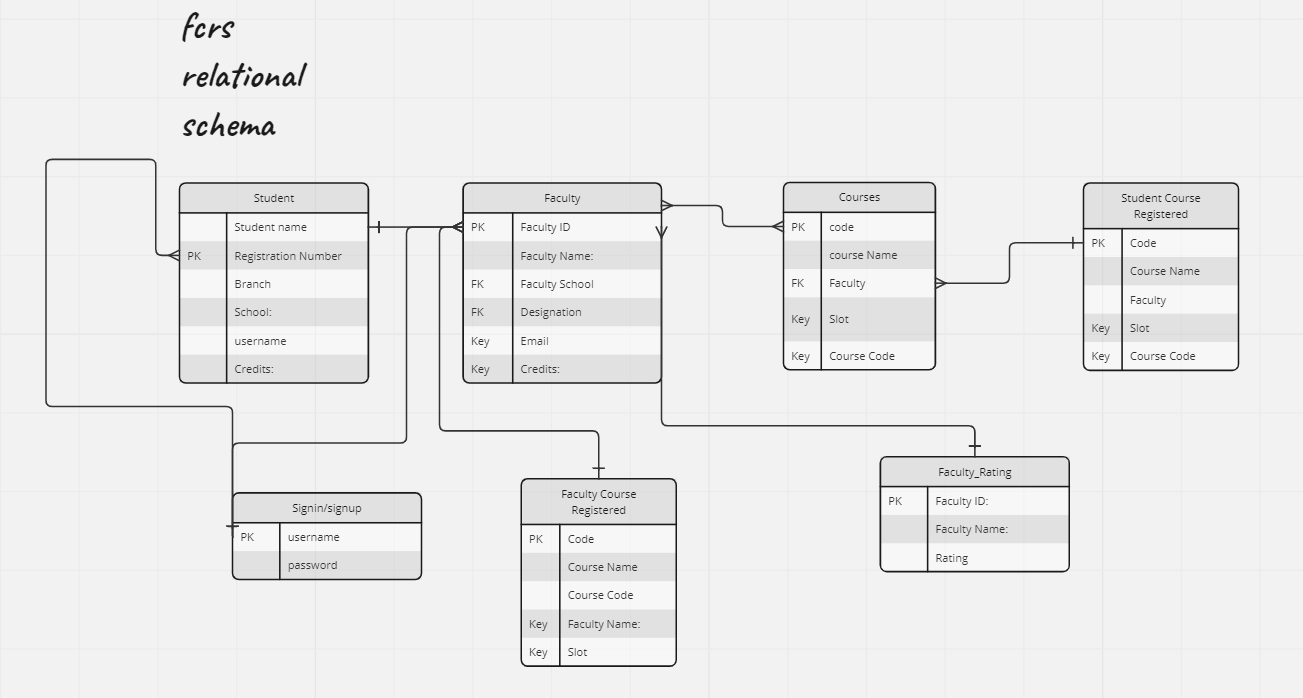 fcrs
relational
schema
Student
Student name
PK Registration Number
Branch
School:
username
Credits:
Faculty
PK Faculty ID
Faculty Name:
FK Faculty School
FK Designation
Key Email
Key Credits:
Courses
PK code
course Name
FK Faculty
Key Slot
Key Course Code
Student Course
Registered
PK Code
Course Name
Faculty
Key Slot
Key Course Code
Signin/signup
PK username
password
Faculty Course
Registered
PK Code
Course Name
Course Code
Key Faculty Name:
Key Slot
Faculty_Rating
PK Faculty ID:
Faculty Name:
Rating